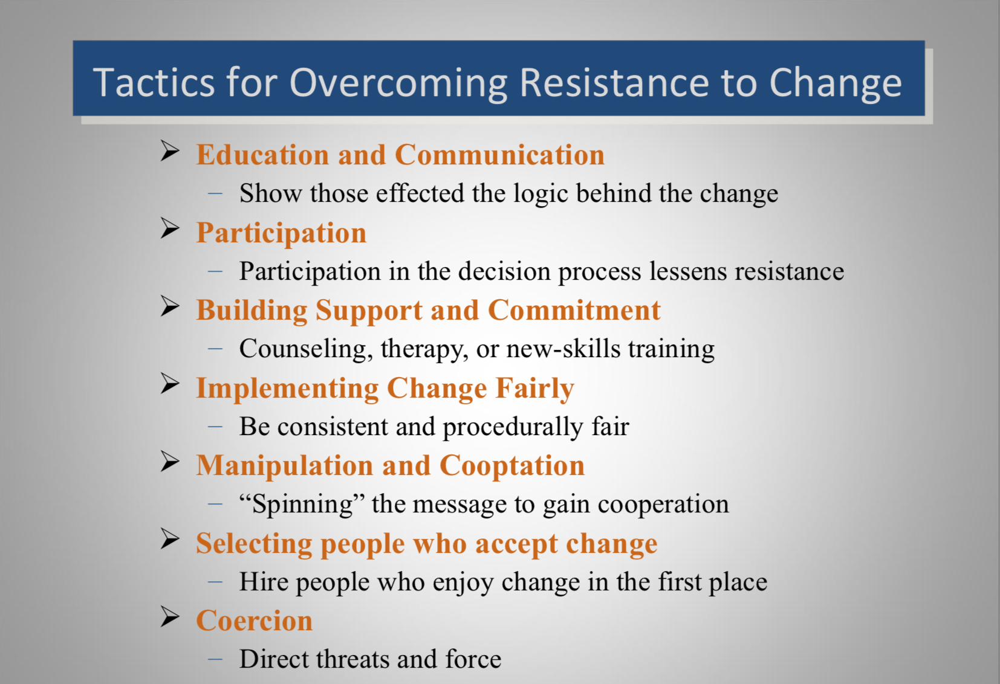 Tactics for Overcoming Resistance to Change
➢ Education and Communication
– Show those effected the logic behind the change
➢ Participation
– Participation in the decision process lessens resistance
➢ Building Support and Commitment
– Counseling, therapy, or new-skills training
➢ Implementing Change Fairly
– Be consistent and procedurally fair
➢ Manipulation and Cooptation
– “Spinning” the message to gain cooperation
➢ Selecting people who accept change
– Hire people who enjoy change in the first place
➢ Coercion
– Direct threats and force